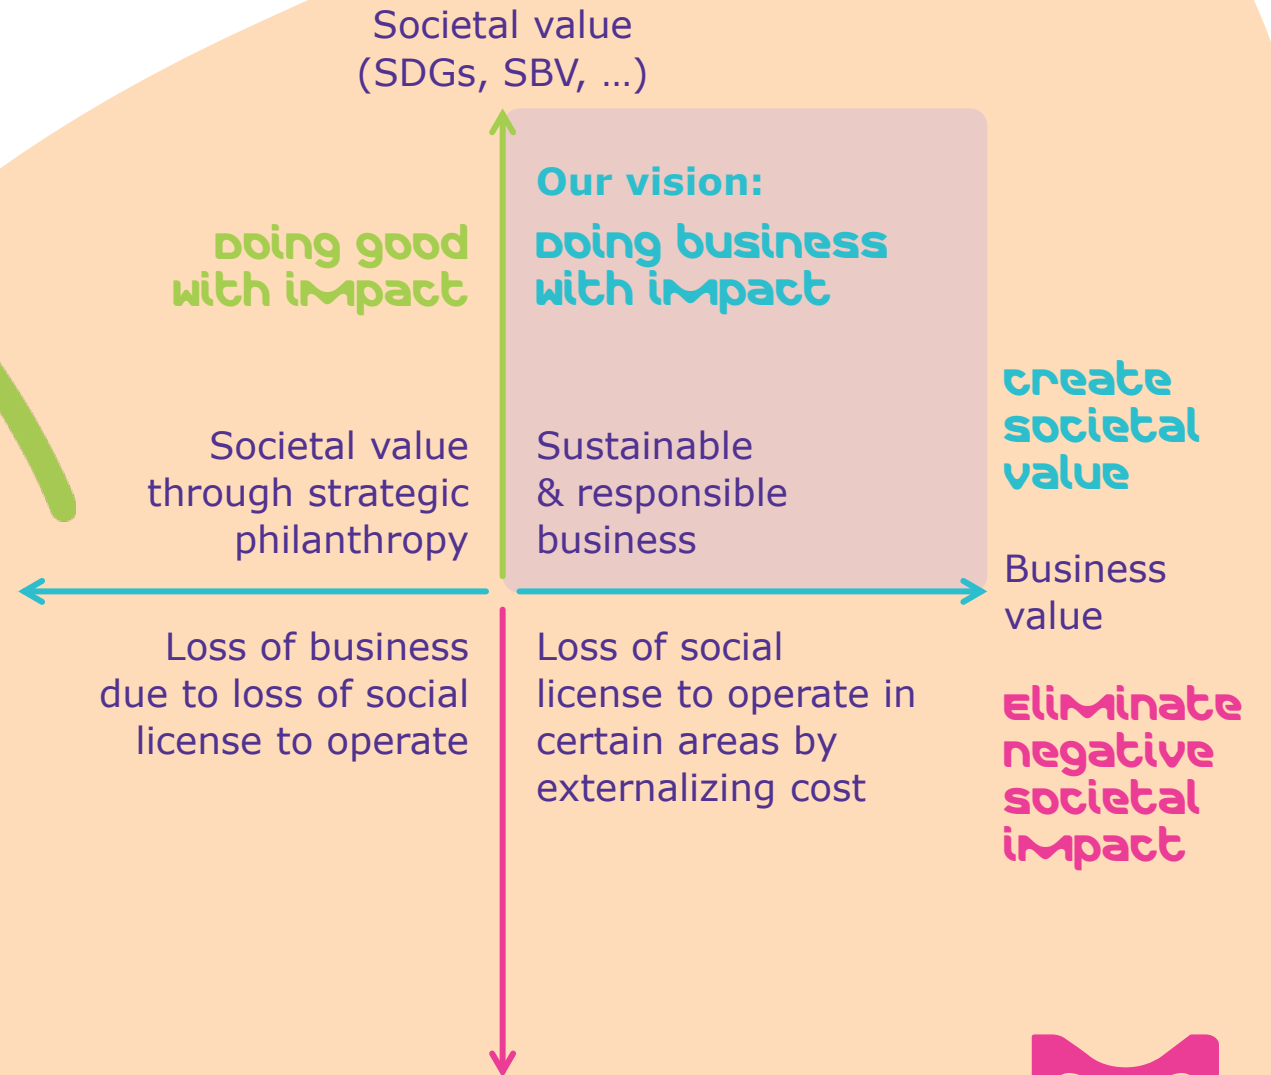 Societal value
(SDGs, SBV, …)
Our vision:
Doing good
with impact
Doing business
with impact
Societal value
through strategic
philanthropy
Sustainable
& responsible
business
create
societal
value
Business
value
Loss of business
due to loss of social
license to operate
Loss of social
license to operate in
certain areas by
externalizing cost
Eliminate
negative
societal
impact